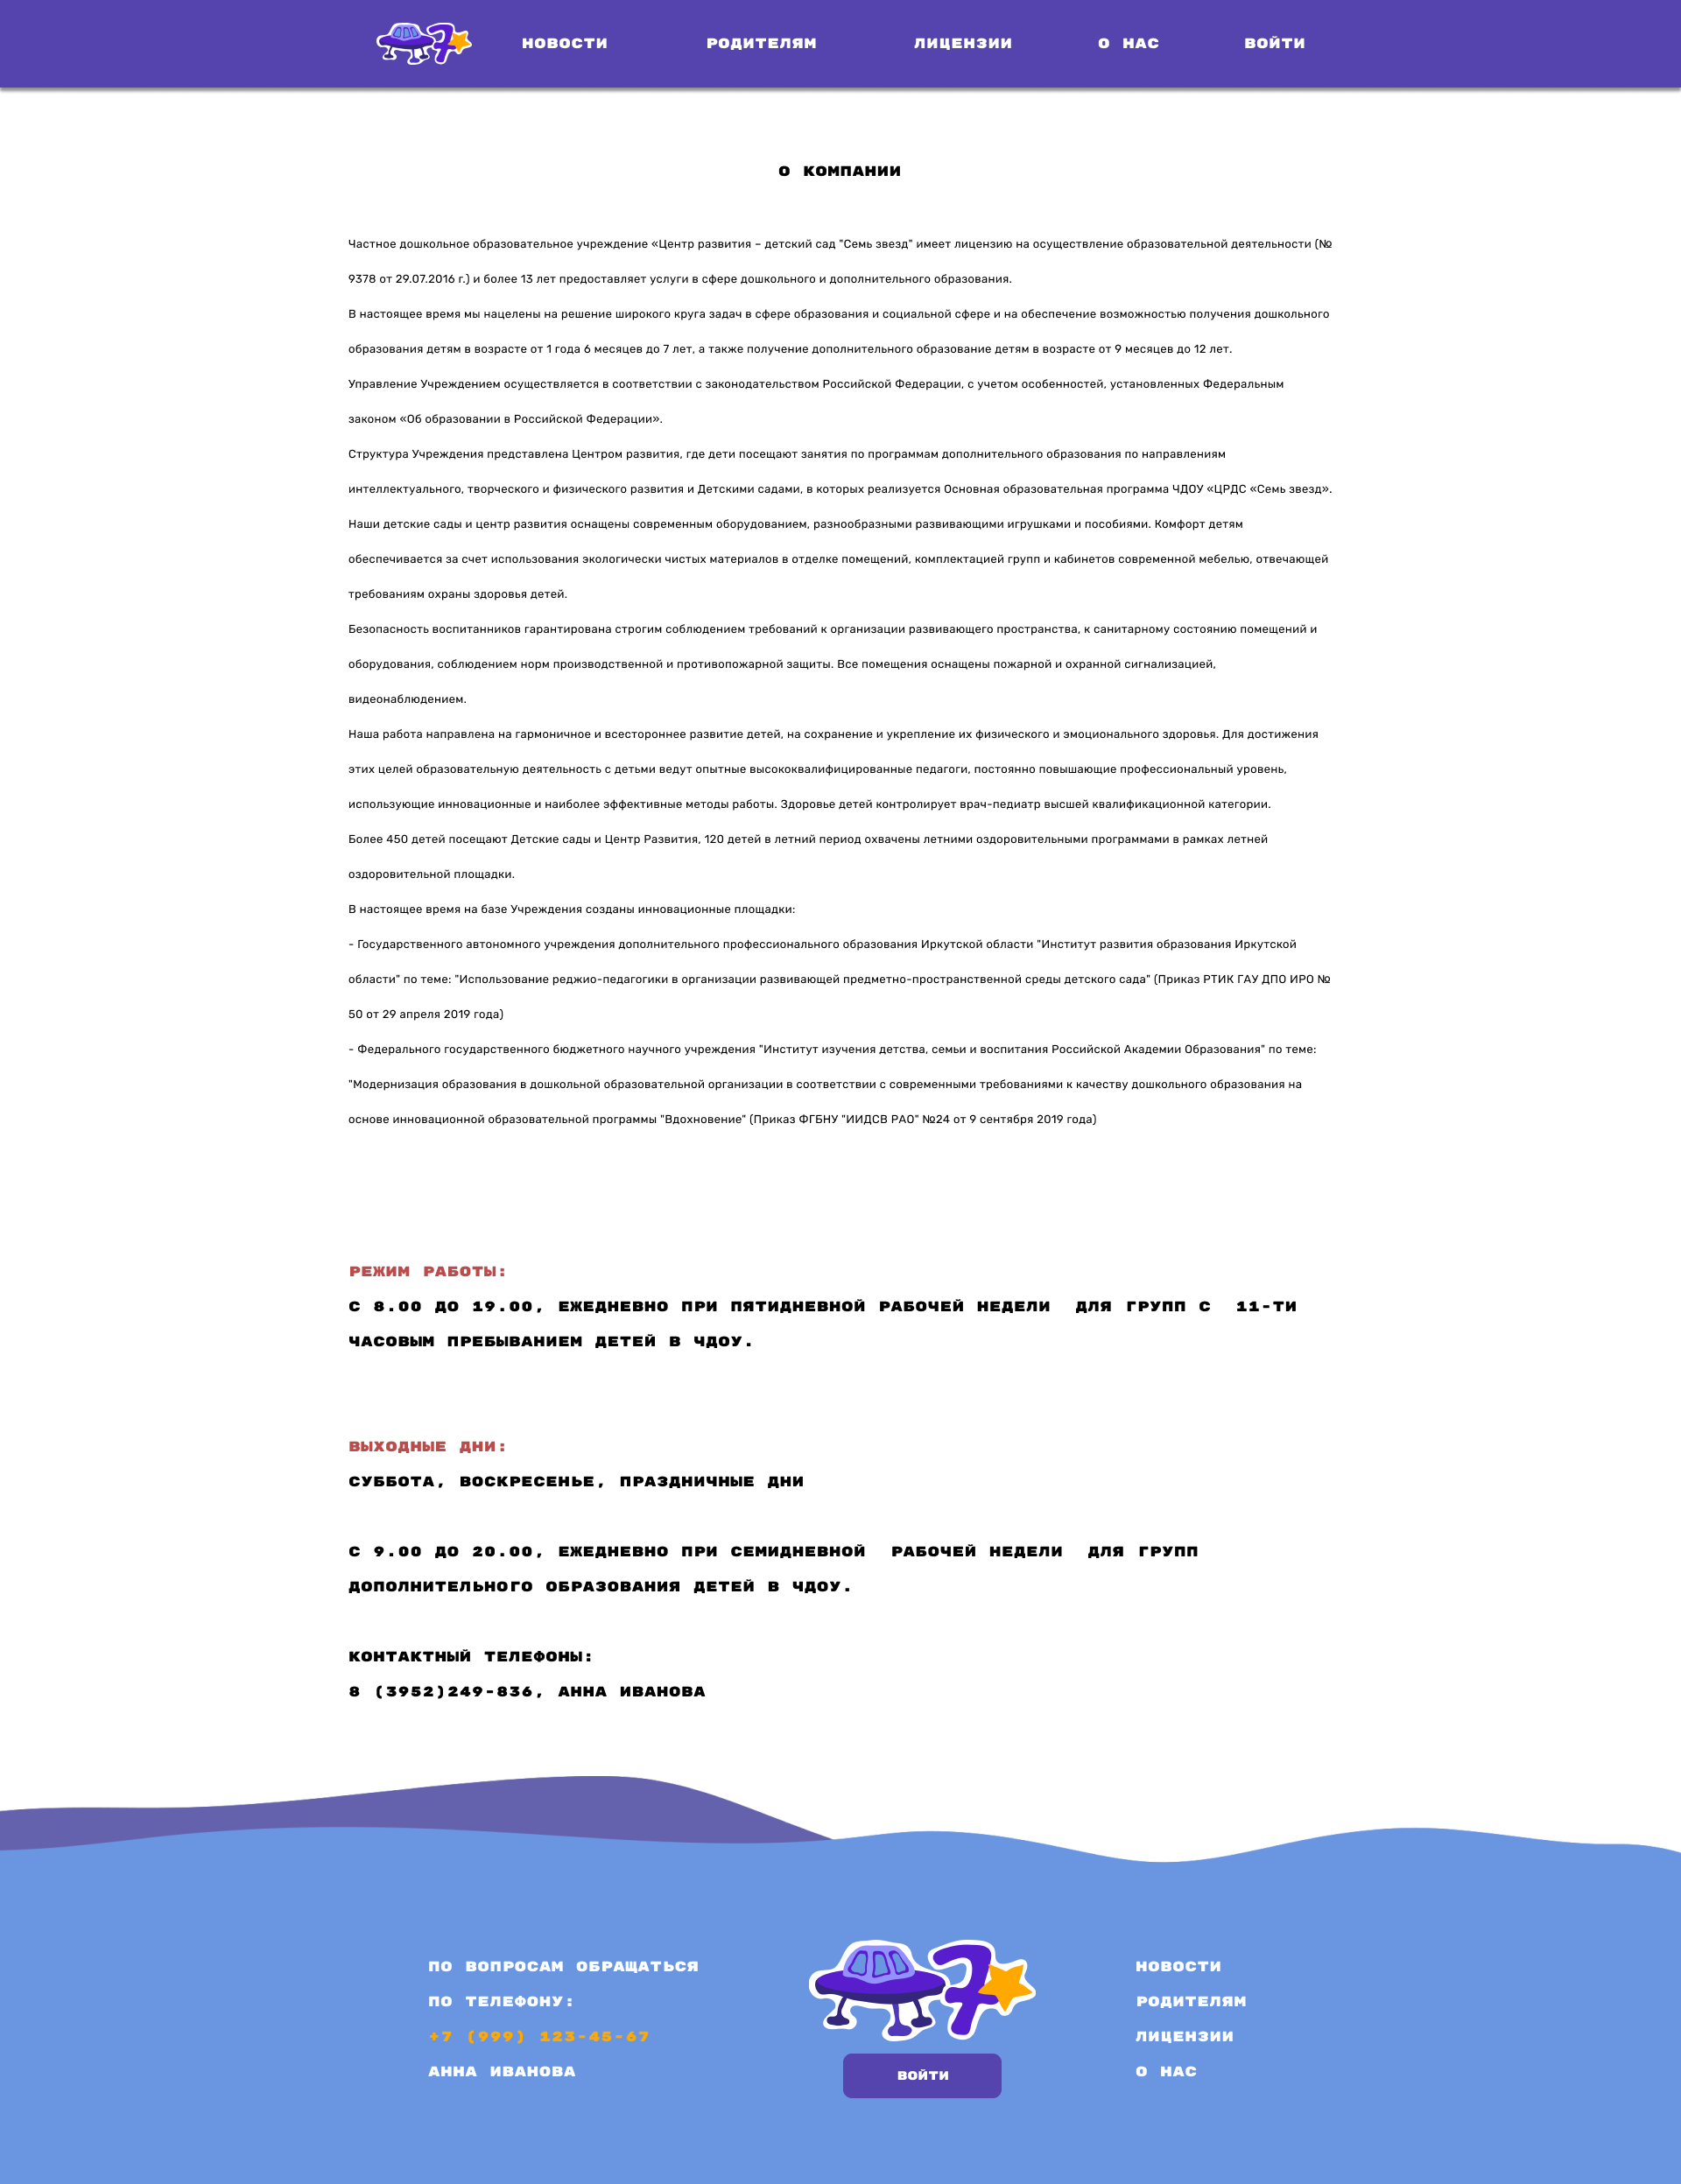 7
НОВОСТИ
РОДИТЕЛЯМ
ЛИЦЕНЗИИ
О НАС
ВОЙТИ
О КОМПАНИИ
Частное дошкольное образовательное учреждение «Центр развития – детский сад "Семь звезд" имеет лицензию на осуществление образовательной деятельности (№
9378 от 29.07.2016 г.) и более 13 лет предоставляет услуги в сфере дошкольного и дополнительного образования.
В настоящее время мы нацелены на решение широкого круга задач в сфере образования и социальной сфере и на обеспечение возможностью получения дошкольного
образования детям в возрасте от 1 года 6 месяцев до 7 лет, а также получение дополнительного образование детям в возрасте от 9 месяцев до 12 лет.
Управление Учреждением осуществляется в соответствии с законодательством Российской Федерации, с учетом особенностей, установленных Федеральным
законом «Об образовании в Российской Федерации».
Структура Учреждения представлена Центром развития, где дети посещают занятия по программам дополнительного образования по направлениям
интеллектуального, творческого и физического развития и Детскими садами, в которых реализуется Основная образовательная программа ЧДОУ «ЦРДС «Семь звезд».
Наши детские сады и центр развития оснащены современным оборудованием, разнообразными развивающими игрушками и пособиями. Комфорт детям
обеспечивается за счет использования экологически чистых материалов в отделке помещений, комплектацией групп и кабинетов современной мебелью, отвечающей
требованиям охраны здоровья детей.
Безопасность воспитанников гарантирована строгим соблюдением требований к организации развивающего пространства, к санитарному состоянию помещений и
оборудования, соблюдением норм производственной и противопожарной защиты. Все помещения оснащены пожарной и охранной сигнализацией,
видеонаблюдением.
Наша работа направлена на гармоничное и всестороннее развитие детей, на сохранение и укрепление их физического и эмоционального здоровья. Для достижения
этих целей образовательную деятельность с детьми ведут опытные высококвалифицированные педагоги, постоянно повышающие профессиональный уровень,
использующие инновационные и наиболее эффективные методы работы. Здоровье детей контролирует врач-педиатр высшей квалификационной категории.
Более 450 детей посещают Детские сады и Центр Развития, 120 детей в летний период охвачены летними оздоровительными программами в рамках летней
оздоровительной площадки.
В настоящее время на базе Учреждения созданы инновационные площадки:
- Государственного автономного учреждения дополнительного профессионального образования Иркутской области "Институт развития образования Иркутской
области" по теме: "Использование реджио-педагогики в организации развивающей предметно-пространственной среды детского сада" (Приказ РТИК ГАУ ДПО ИРО №
50 от 29 апреля 2019 года)
- Федерального государственного бюджетного научного учреждения "Институт изучения детства, семьи и воспитания Российской Академии Образования" по теме:
"Модернизация образования в дошкольной образовательной организации в соответствии с современными требованиями к качеству дошкольного образования на
основе инновационной образовательной программы "Вдохновение" (Приказ ФГБНУ "ИИДСВ РАО" №24 от 9 сентября 2019 года)
РЕЖИМ РАБОТЫ:
С 8.00 ДО 19.00, ЕЖЕДНЕВНО ПРИ ПЯТИДНЕВНОЙ РАБОЧЕЙ НЕДЕЛИ ДЛЯ ГРУПП С 11-ТИ
ЧАСОВЫМ ПРЕБЫВАНИЕМ ДЕТЕЙ В ЧДОУ.
ВЫХОДНЫЕ ДНИ:
СУББОТА, ВОСКРЕСЕНЬЕ, ПРАЗДНИЧНЫЕ ДНИ
С 9.00 ДО 20.00, ЕЖЕДНЕВНО ПРИ СЕМИДНЕВНОЙ РАБОЧЕЙ НЕДЕЛИ ДЛЯ ГРУПП
ДОПОЛНИТЕЛЬНОГО ОБРАЗОВАНИЯ ДЕТЕЙ В ЧДОУ.
КОНТАКТНЫЙ ТЕЛЕФОНЫ:
8 (3952)249-836, АННА ИВАНОВА
ПО ВОПРОСАМ ОБРАЩАТЬСЯ
ПО ТЕЛЕФОНУ:
+7 (999) 123-45-67
АННА ИВАНОВА
7
ВОЙТИ
НОВОСТИ
РОДИТЕЛЯМ
ЛИЦЕНЗИИ
О НАС